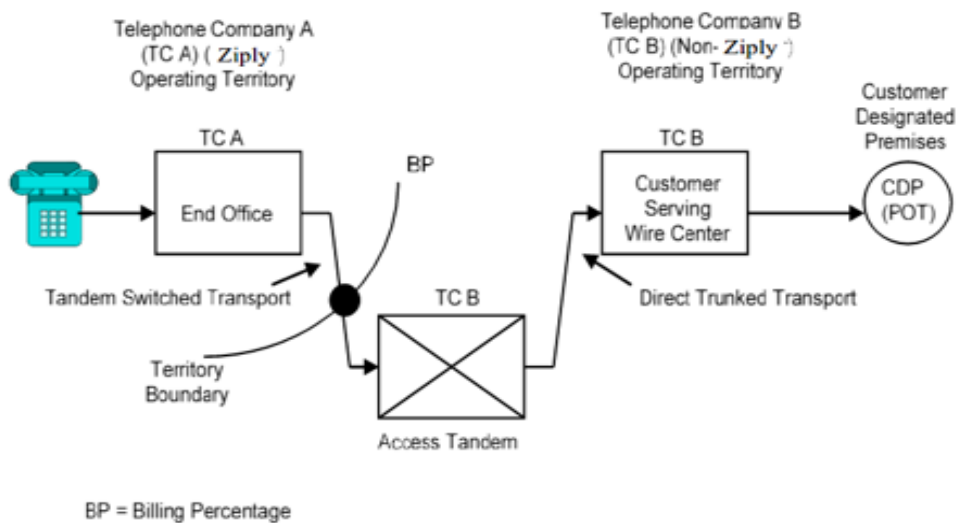 Telephone Company A
(TC A) ( Ziply )
Operating Territory
Telephone Company B
(TC B) (Non- Ziply )
Operating Territory
Customer
Designated
Premises
TC A
End Office
BP
TC B
Customer
Serving
Wire Center
CDP
(POT)
Tandem Switched Transport
TC B
Direct Trunked Transport
Territory
Boundary
Access Tandem
BP = Billing Percentage